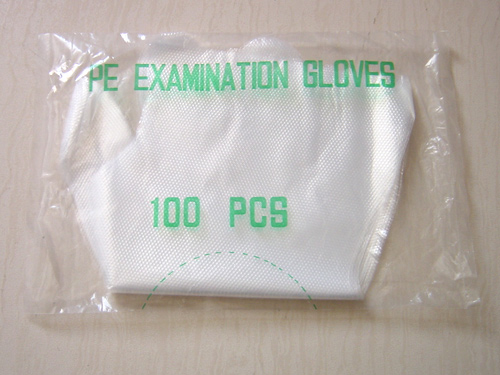 PE EXAMINATION GLOVES
100 PCS